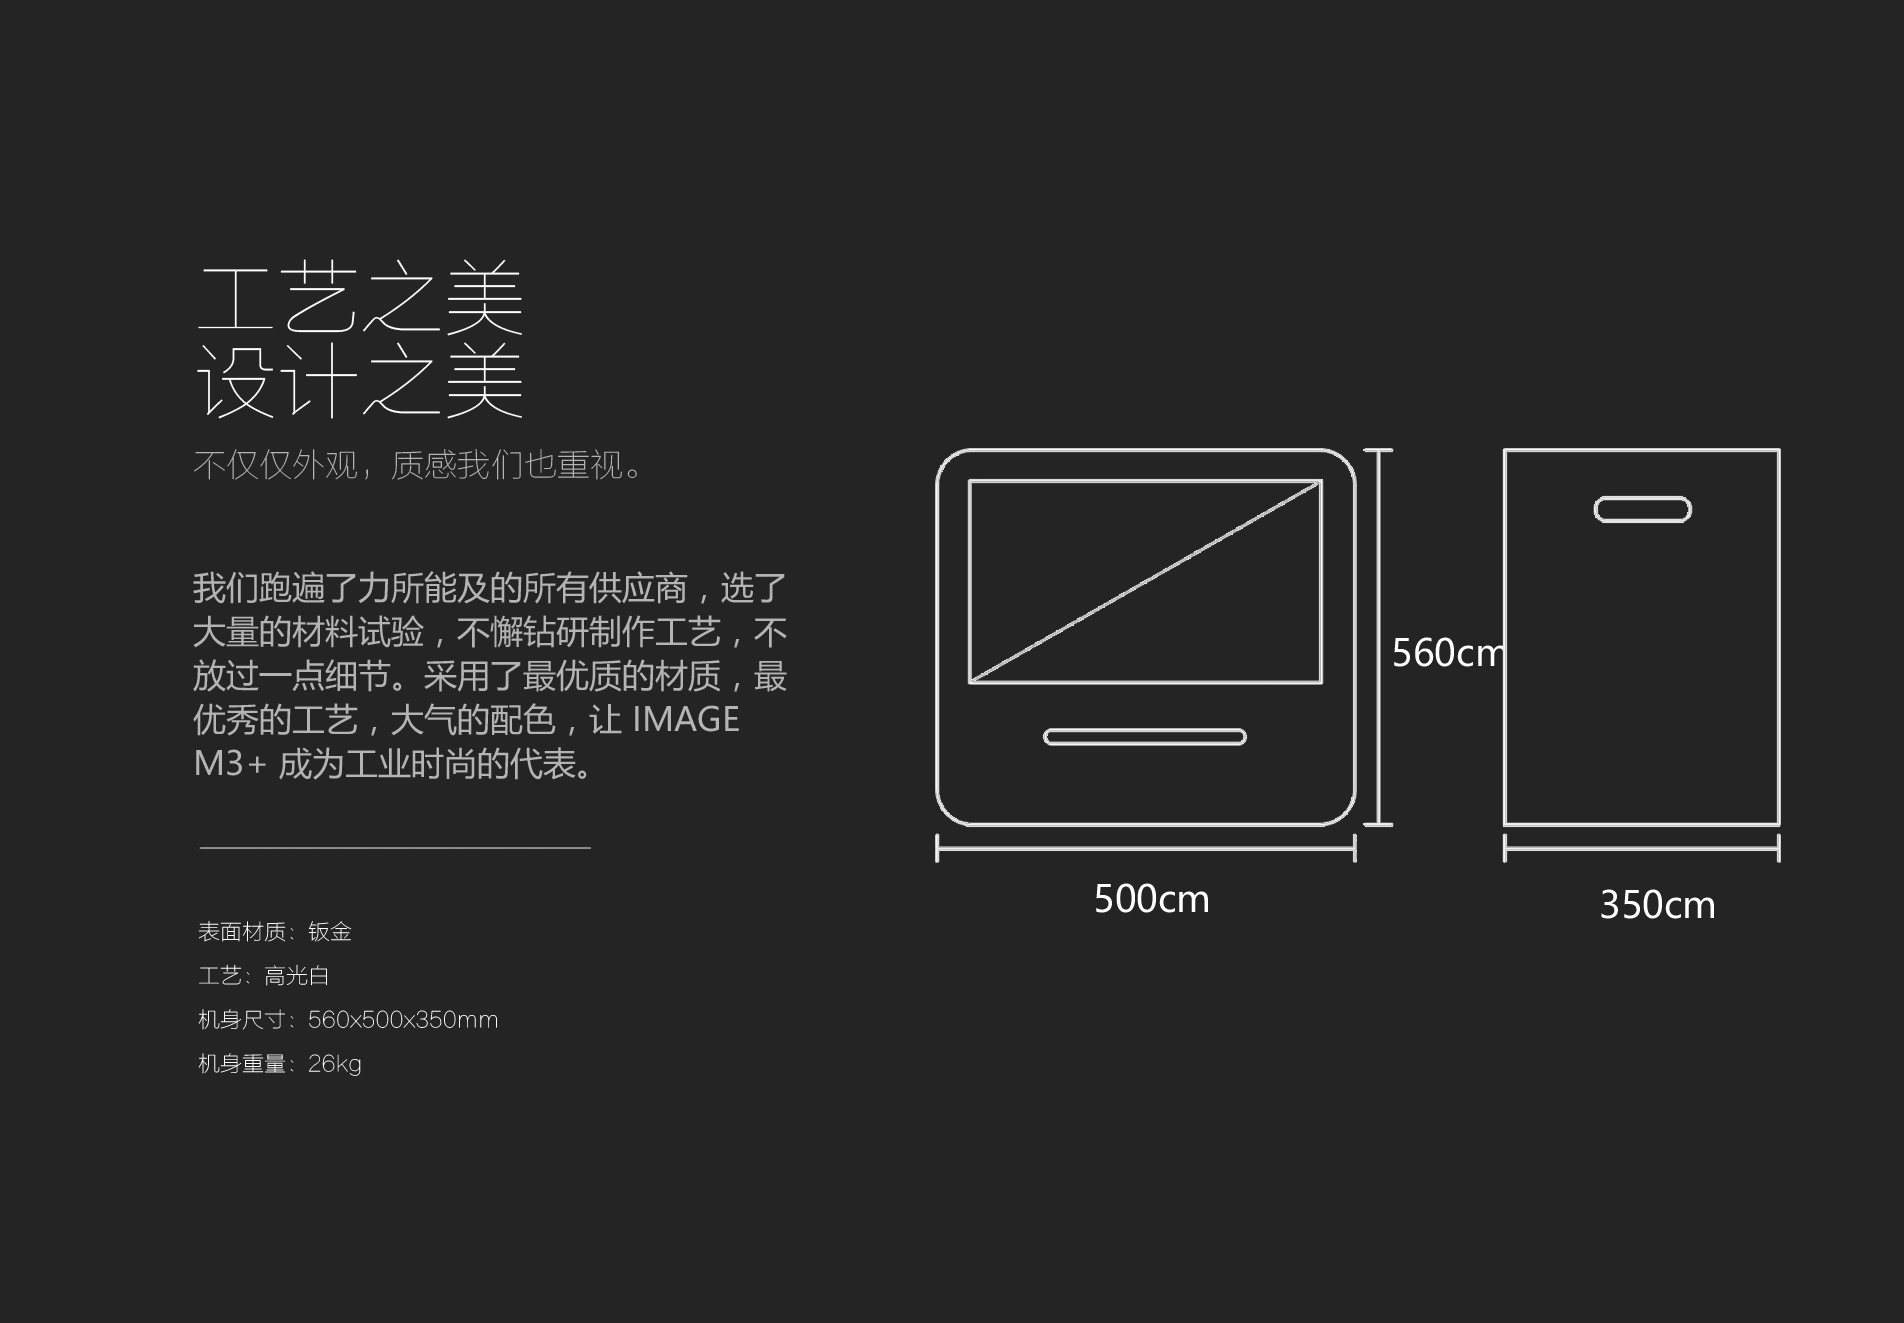 工艺之美
设计之美
不仅仅外观，质感我们也重视。
我们跑遍了力所能及的所有供应商，选了
大量的材料试验，不懈钻研制作工艺，不
放过一点细节。采用了最优质的材质，最
优秀的工艺，大气的配色，让 IMAGE
M3+ 成为工业时尚的代表。
表面材质：钣金
工艺：高光白
机身尺寸：560x500x350mm
机身重量：26kg
560cm
500cm
350cm